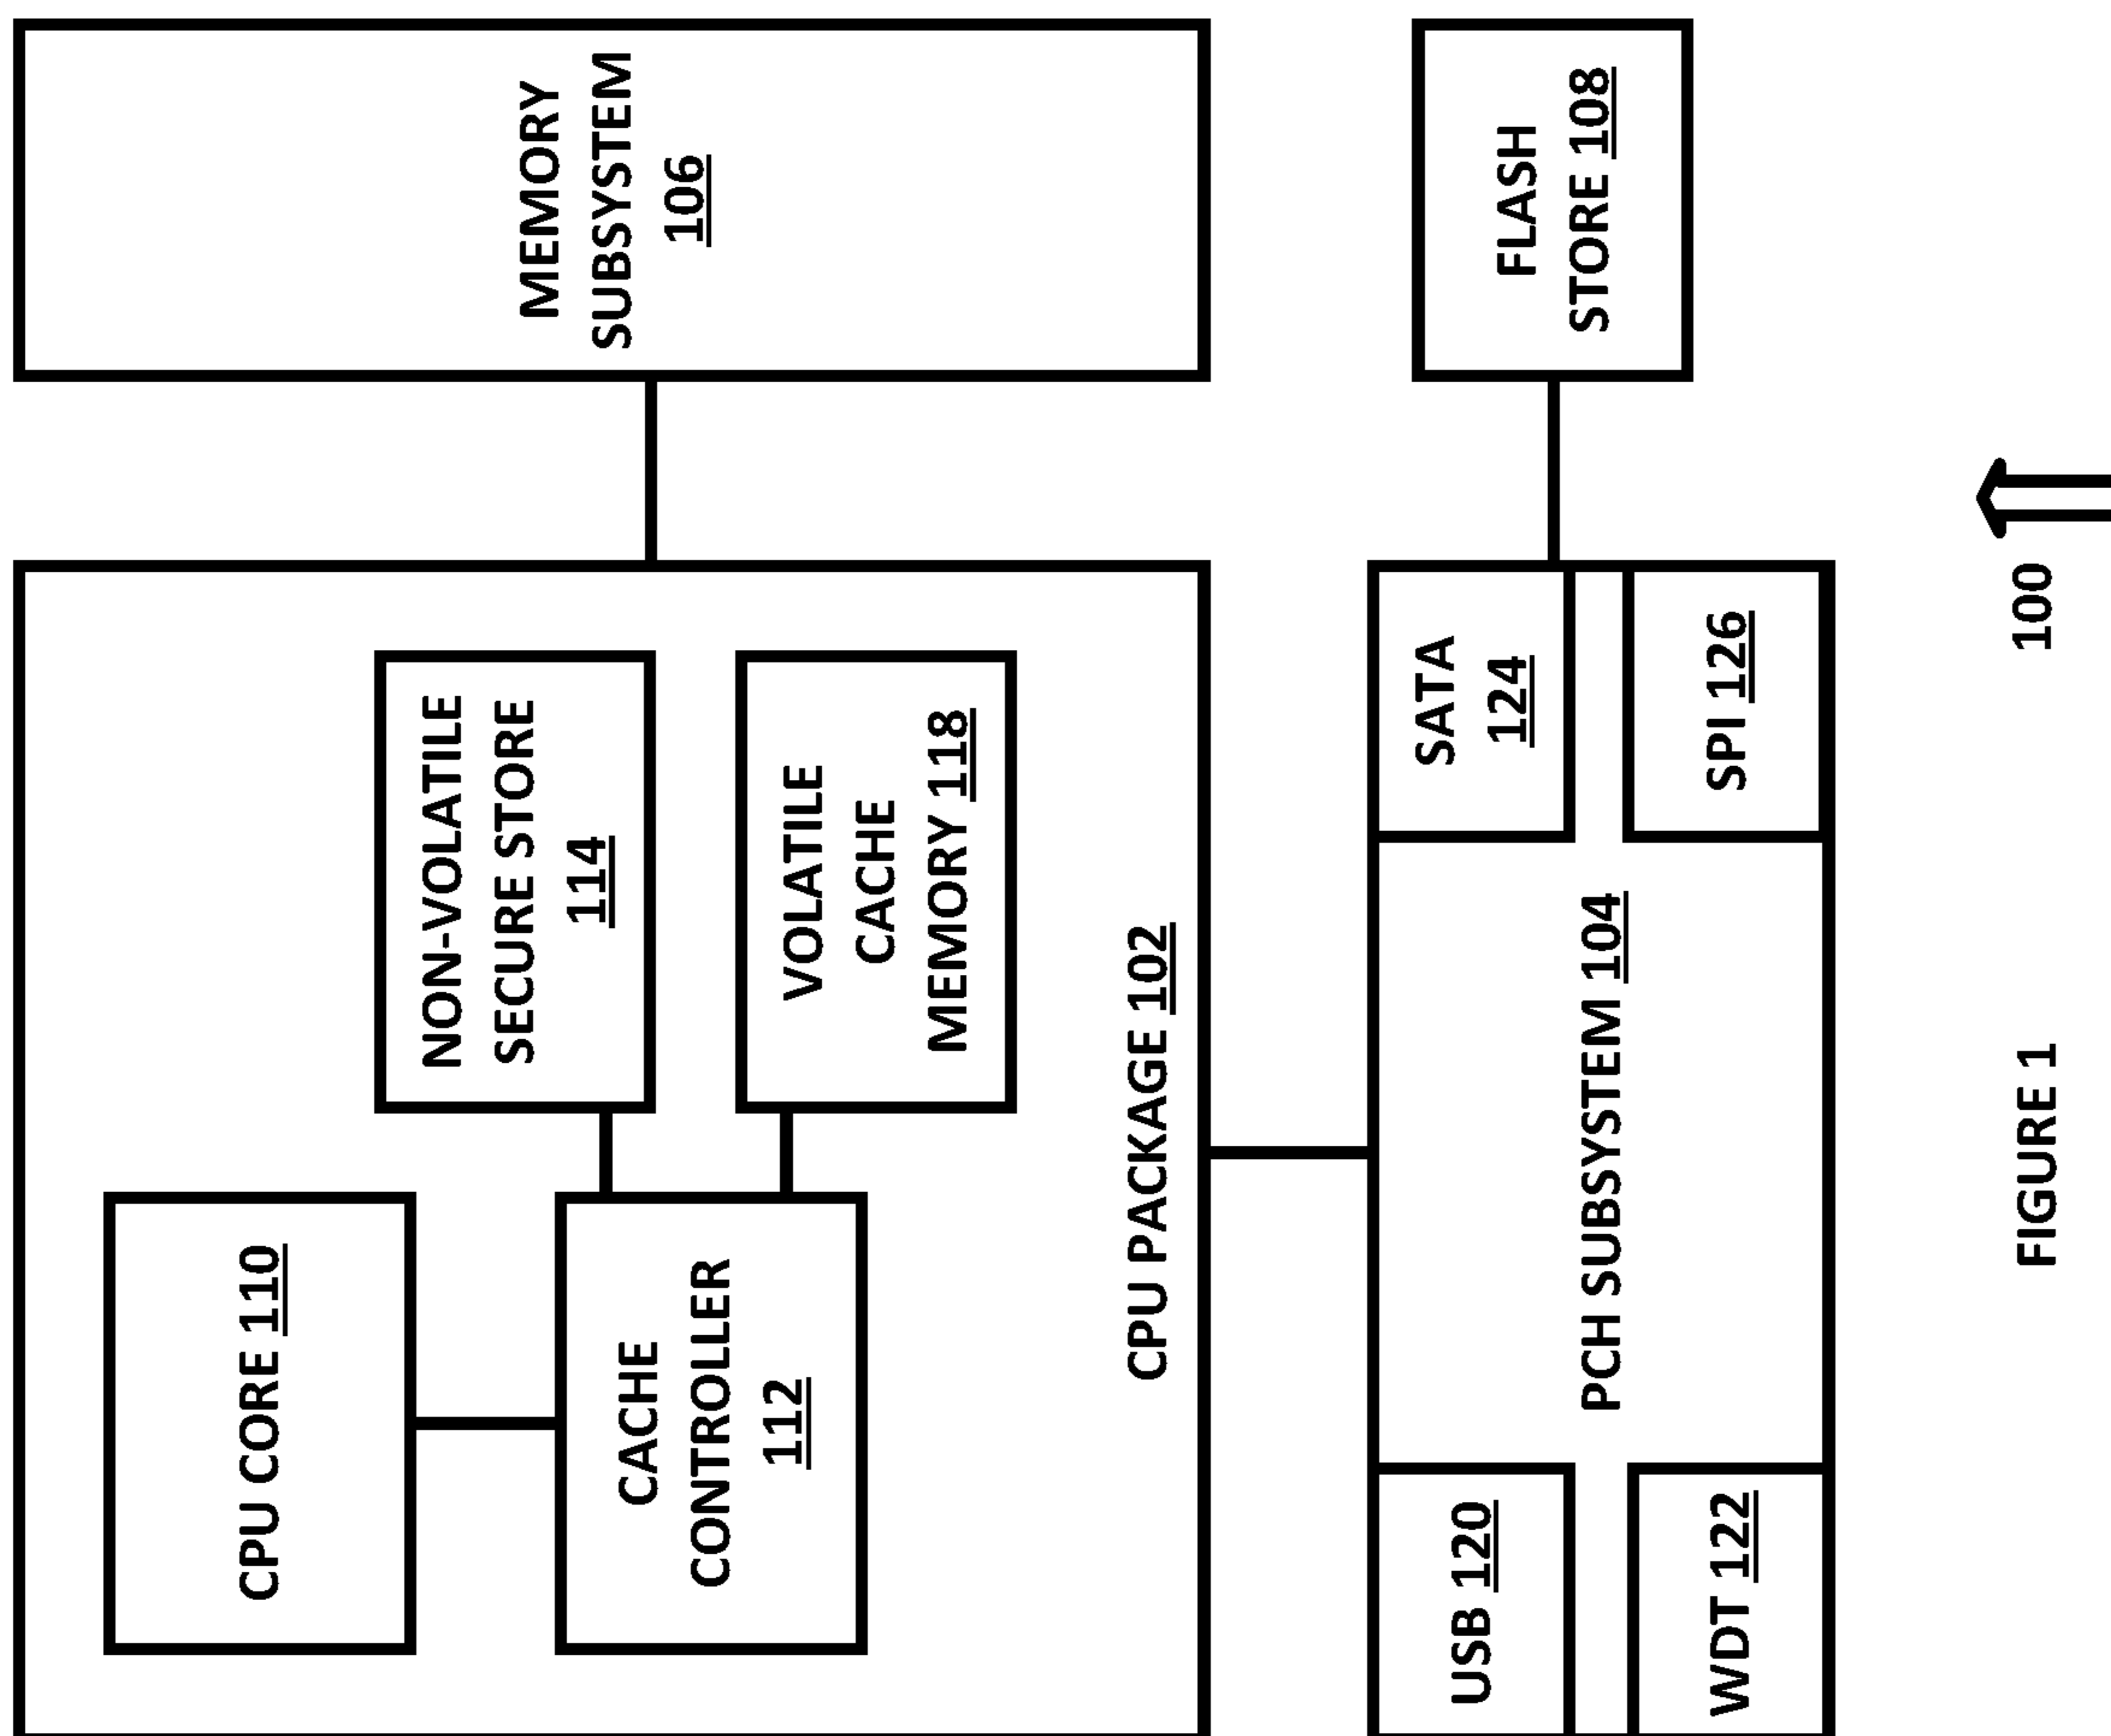 CPU CORE 110
CACHE
CONTROLLER
112
NON-VOLATILE
SECURE STORE
114
VOLATILE
CACHE
MEMORY 118
CPU PACKAGE 102
MEMORY
SUBSYSTEM
106
USB 120
WDT 122
PCH SUBSYSTEM 104
SATA
124
SPI 126
FLASH
STORE 108
100
FIGURE 1